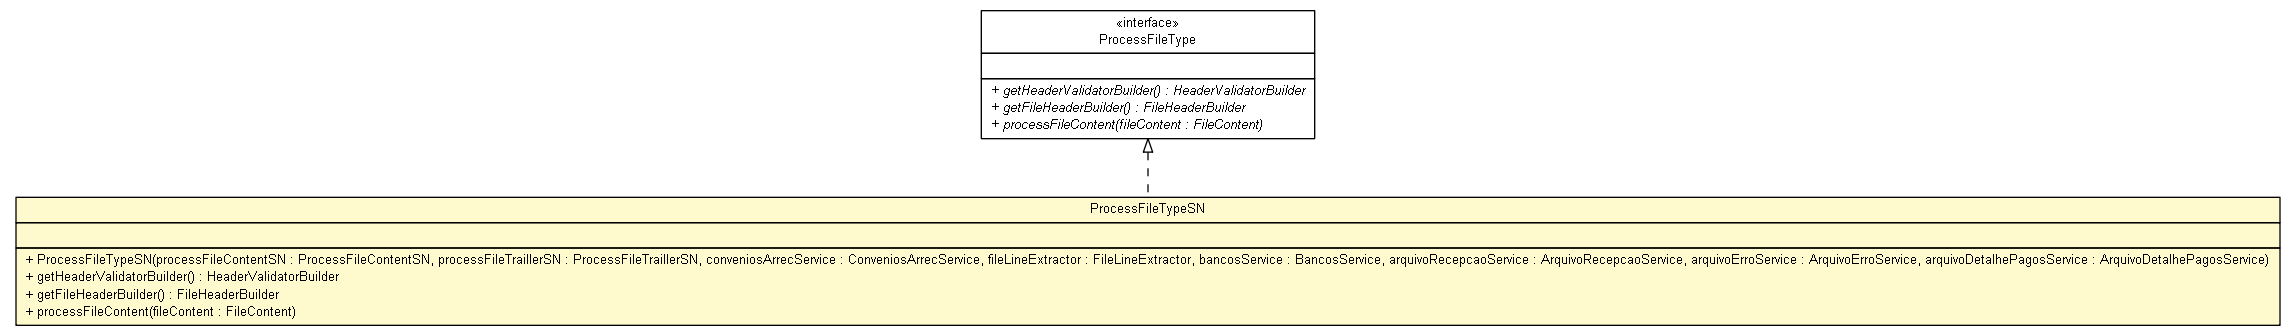 «interface»
ProcessFileType
+ getHeaderValidatorBuilder() : HeaderValidatorBuilder
+ getFileHeaderBuilder() : FileHeaderBuilder
+ processFileContent(fileContent : FileContent)
ProcessFileTypeSN
+ ProcessFileTypeSN(processFileContentSN : ProcessFileContentSN, processFileTraillerSN : ProcessFileTraillerSN, conveniosArrecService : ConveniosArrecService, fileLineExtractor : FileLineExtractor, bancosService : BancosService, arquivoRecepcaoService : ArquivoRecepcaoService, arquivoErroService : ArquivoErroService, arquivoDetalhePagosService : ArquivoDetalhePagosService)
+ getHeaderValidatorBuilder() : HeaderValidatorBuilder
+ getFileHeaderBuilder() : FileHeaderBuilder
+ processFileContent(fileContent : FileContent)